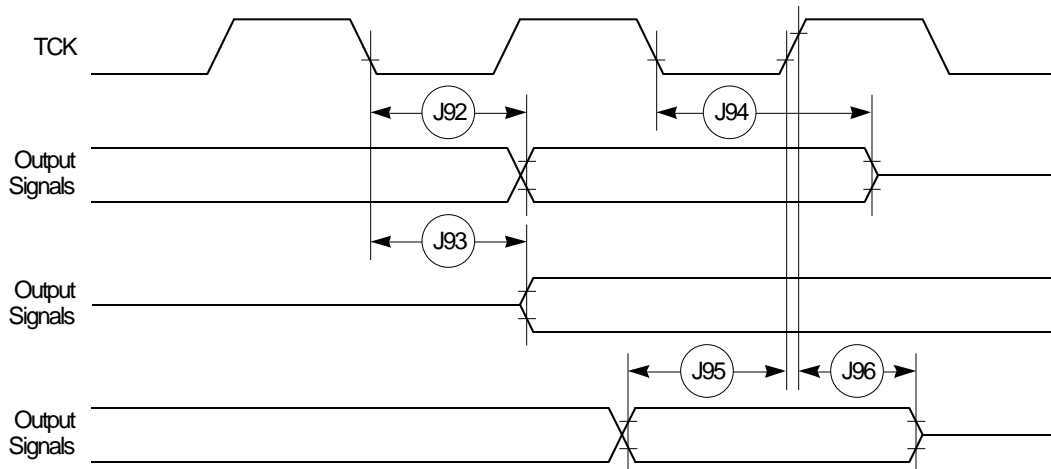 TCK
J92
J94
Output
Signals
J93
Output
Signals
J95
J96
Output
Signals